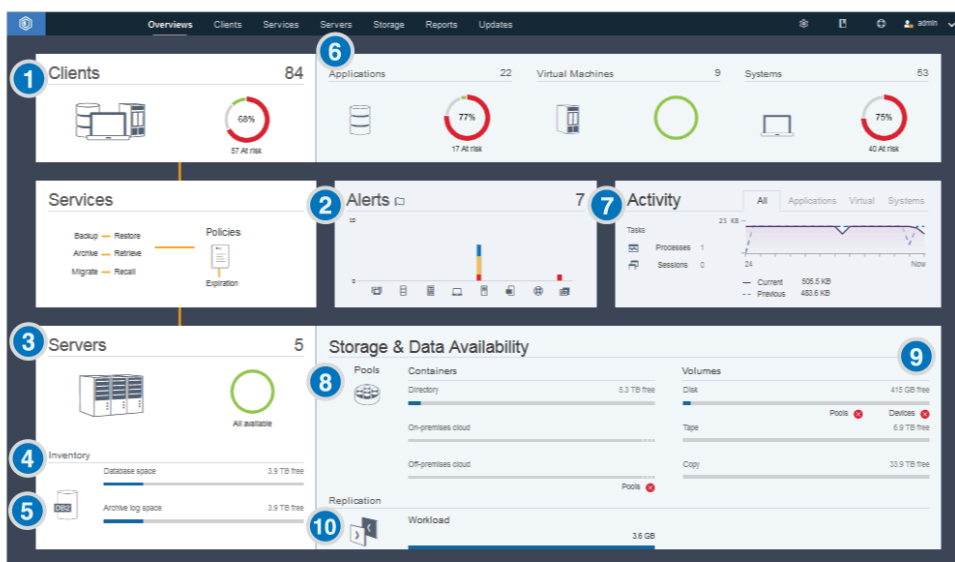 Overviews Clients Services Servers Storage Reports Updates admin
1 Clients 84
68%
57 At risk
6
Applications 22
77%
17 At risk
Virtual Machines 9
Systems 53
75%
40 At risk
Services
Backup — Restore
Archive — Retrieve
Migrate — Recall
Policies
Expiration
2 Alerts 7
10
0
7 Activity
All Applications Virtual Systems
Tasks
Processes 1
Sessions 0
25 KB
24 Now
Current 505.5 KB
Previous 483.6 KB
3 Servers 5
All available
4 Inventory
Database space 3.9 TB free
5
DB2
Archive log space 3.9 TB free
Storage & Data Availability
8 Pools
Containers
Directory 5.3 TB free
On-premises cloud
Off-premises cloud
Pools
9
Volumes
Disk 415 GB free
Pools Devices
Tape 6.9 TB free
Copy 33.9 TB free
Replication
10
Workload
3.6 GB